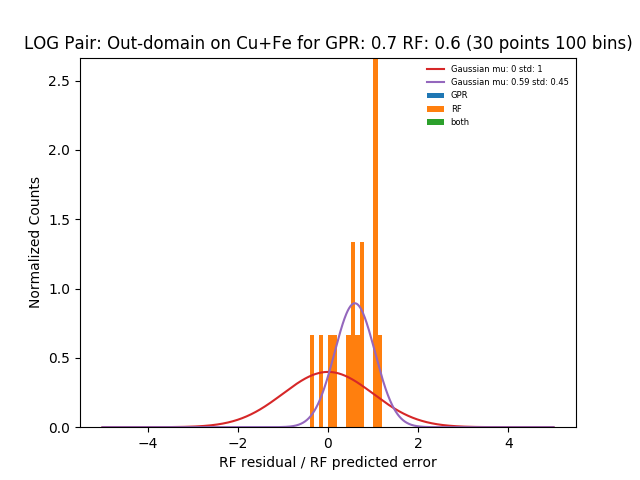 LOG Pair: Out-domain on Cu+Fe for GPR: 0.7 RF: 0.6 (30 points 100 bins)
Gaussian mu: 0 std: 1
Gaussian mu: 0.59 std: 0.45
GPR
RF
both
Normalized Counts
2.5
2.0
1.5
1.0
0.5
0.0
−4
−2
0
2
4
RF residual / RF predicted error